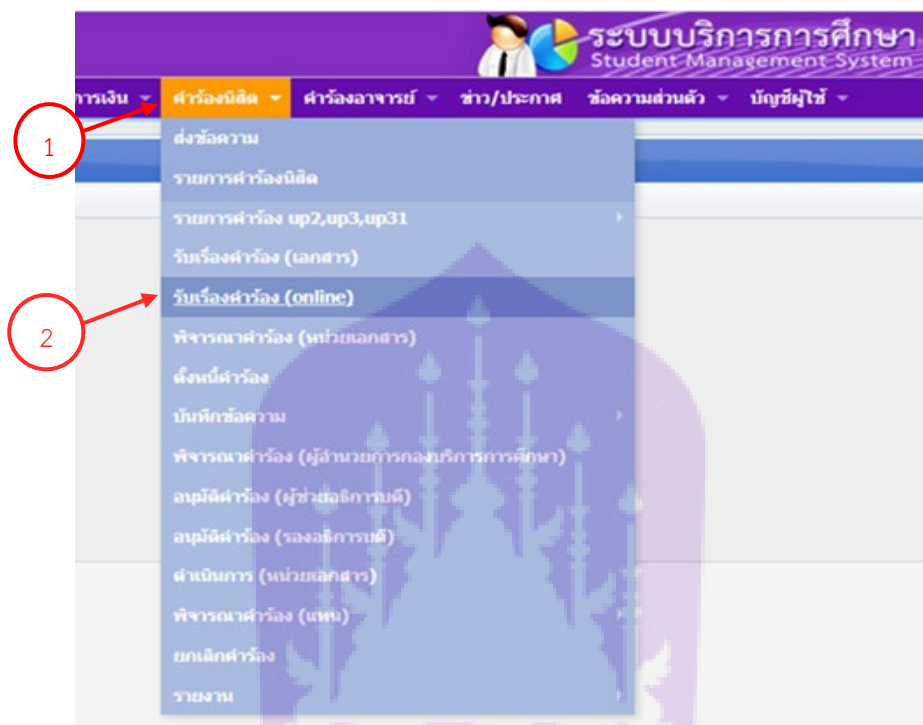 ระบบบริการการศึกษา
Student Management System
การเงิน คำร้องนิสิต คำร้องอาจารย์ ข่าว/ประกาศ ข้อความส่วนตัว บัญชีผู้ใช้
1
ส่งข้อความ
รายการคำร้องนิสิต
รายการคำร้อง up2,up3,up31
รับเรื่องคำร้อง (เอกสาร)
2
รับเรื่องคำร้อง (online)
พิจารณาคำร้อง (หน่วยเอกสาร)
ตั้งหนี้คำร้อง
บันทึกข้อความ
พิจารณาคำร้อง (ผู้อำนวยการกองบริการการศึกษา)
อนุมัติคำร้อง (ผู้ช่วยอธิการบดี)
อนุมัติคำร้อง (รองอธิการบดี)
ดำเนินการ (หน่วยเอกสาร)
พิจารณาคำร้อง (แทน)
ยกเลิกคำร้อง
รายงาน